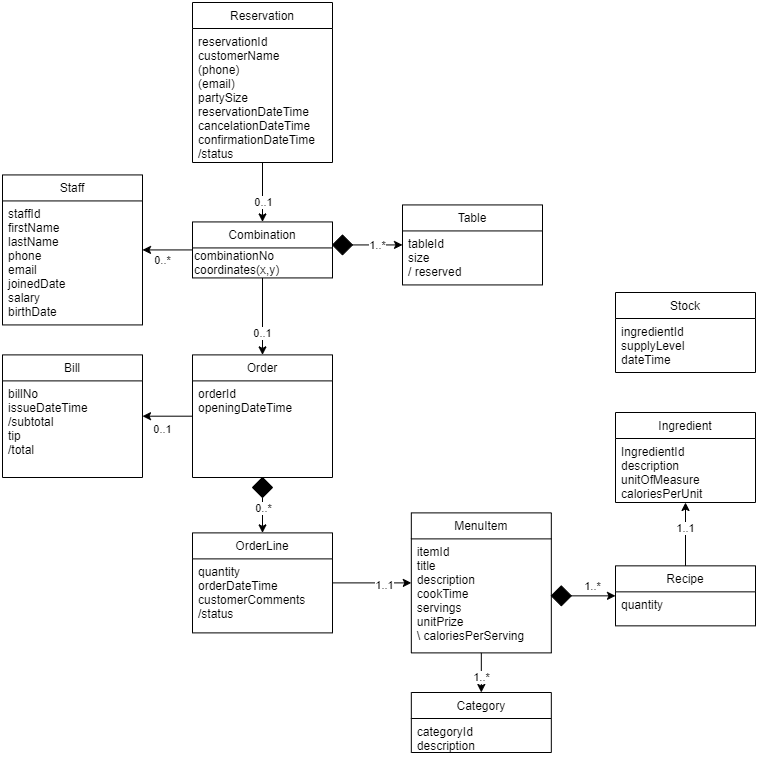 Reservation
reservationId
customerName
(phone)
(email)
partySize
reservationDateTime
cancelationDateTime
confirmationDateTime
/status
0..1
Staff
staffId
firstName
lastName
phone
email
joinedDate
salary
birthDate
0..*
Combination
combinationNo
coordinates(x,y)
1..*
Table
tableId
size
/ reserved
0..1
Stock
ingredientId
supplyLevel
dateTime
Bill
billNo
issueDateTime
/subtotal
tip
/total
0..1
Order
orderId
openingDateTime
0..*
Ingredient
IngredientId
description
unitOfMeasure
caloriesPerUnit
1..1
OrderLine
quantity
orderDateTime
customerComments
/status
1..1
MenuItem
itemId
title
description
cookTime
servings
unitPrize
\ caloriesPerServing
1..*
Recipe
quantity
1..*
Category
categoryId
description